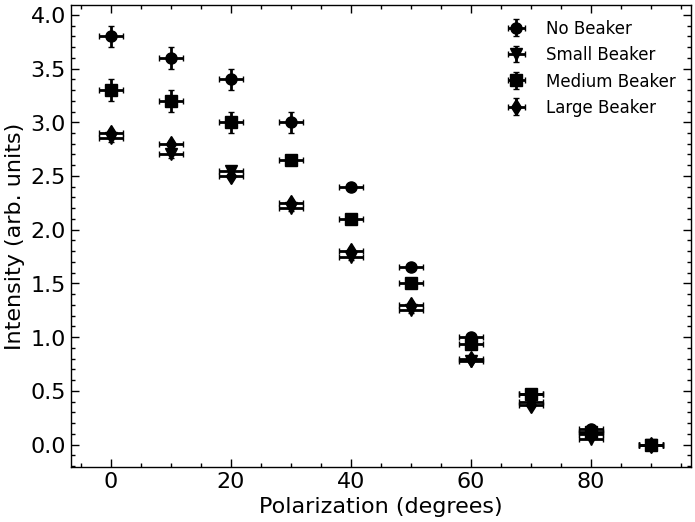 4.0
3.5
3.0
2.5
2.0
1.5
1.0
0.5
0.0
Intensity (arb. units)
No Beaker
Small Beaker
Medium Beaker
Large Beaker
0 20 40 60 80
Polarization (degrees)